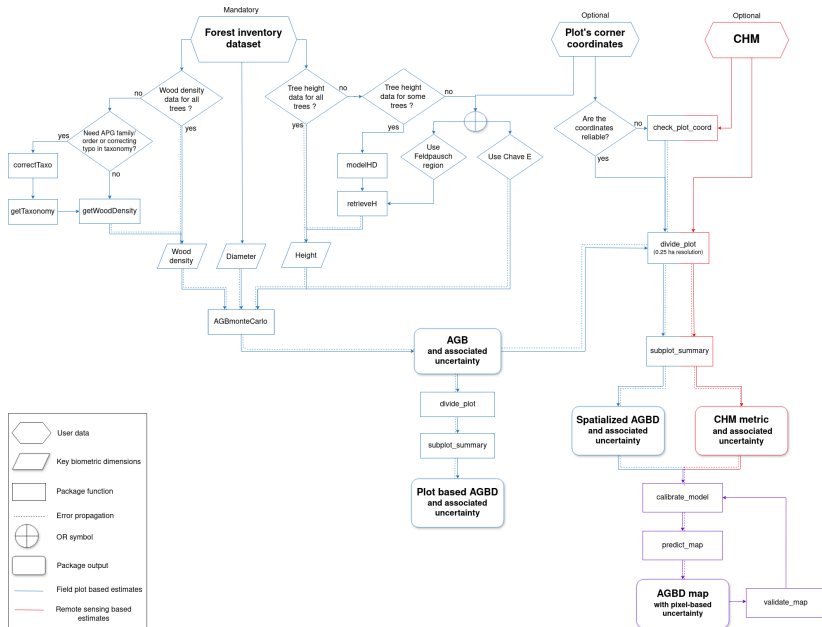 Mandatory
Forest inventory
dataset
Optional
Plot's corner
coordinates
Optional
CHM
Wood density
data for all
trees ?
no
yes
Tree height
data for all
trees ?
no
yes
Tree height
data for some
trees ?
no
yes
Need APG family/
order or correcting
typo in taxonomy?
yes
no
Use
Feldpausch
region
Use Chave E
Are the
coordinates
reliable?
no
yes
check_plot_coord
correctTaxo
modelHD
getTaxonomy
getWoodDensity
retrieveH
Wood
density
Diameter
Height
divide_plot
(0.25 ha resolution)
AGBmonteCarlo
AGB
and associated
uncertainty
subplot_summary
divide_plot
subplot_summary
Plot based AGBD
and associated
uncertainty
Spatialized AGBD
and associated
uncertainty
CHM metric
and associated
uncertainty
calibrate_model
predict_map
AGBD map
with pixel-based
uncertainty
validate_map
User data
Key biometric dimensions
Package function
Error propagation
OR symbol
Package output
Field plot based estimates
Remote sensing based
estimates